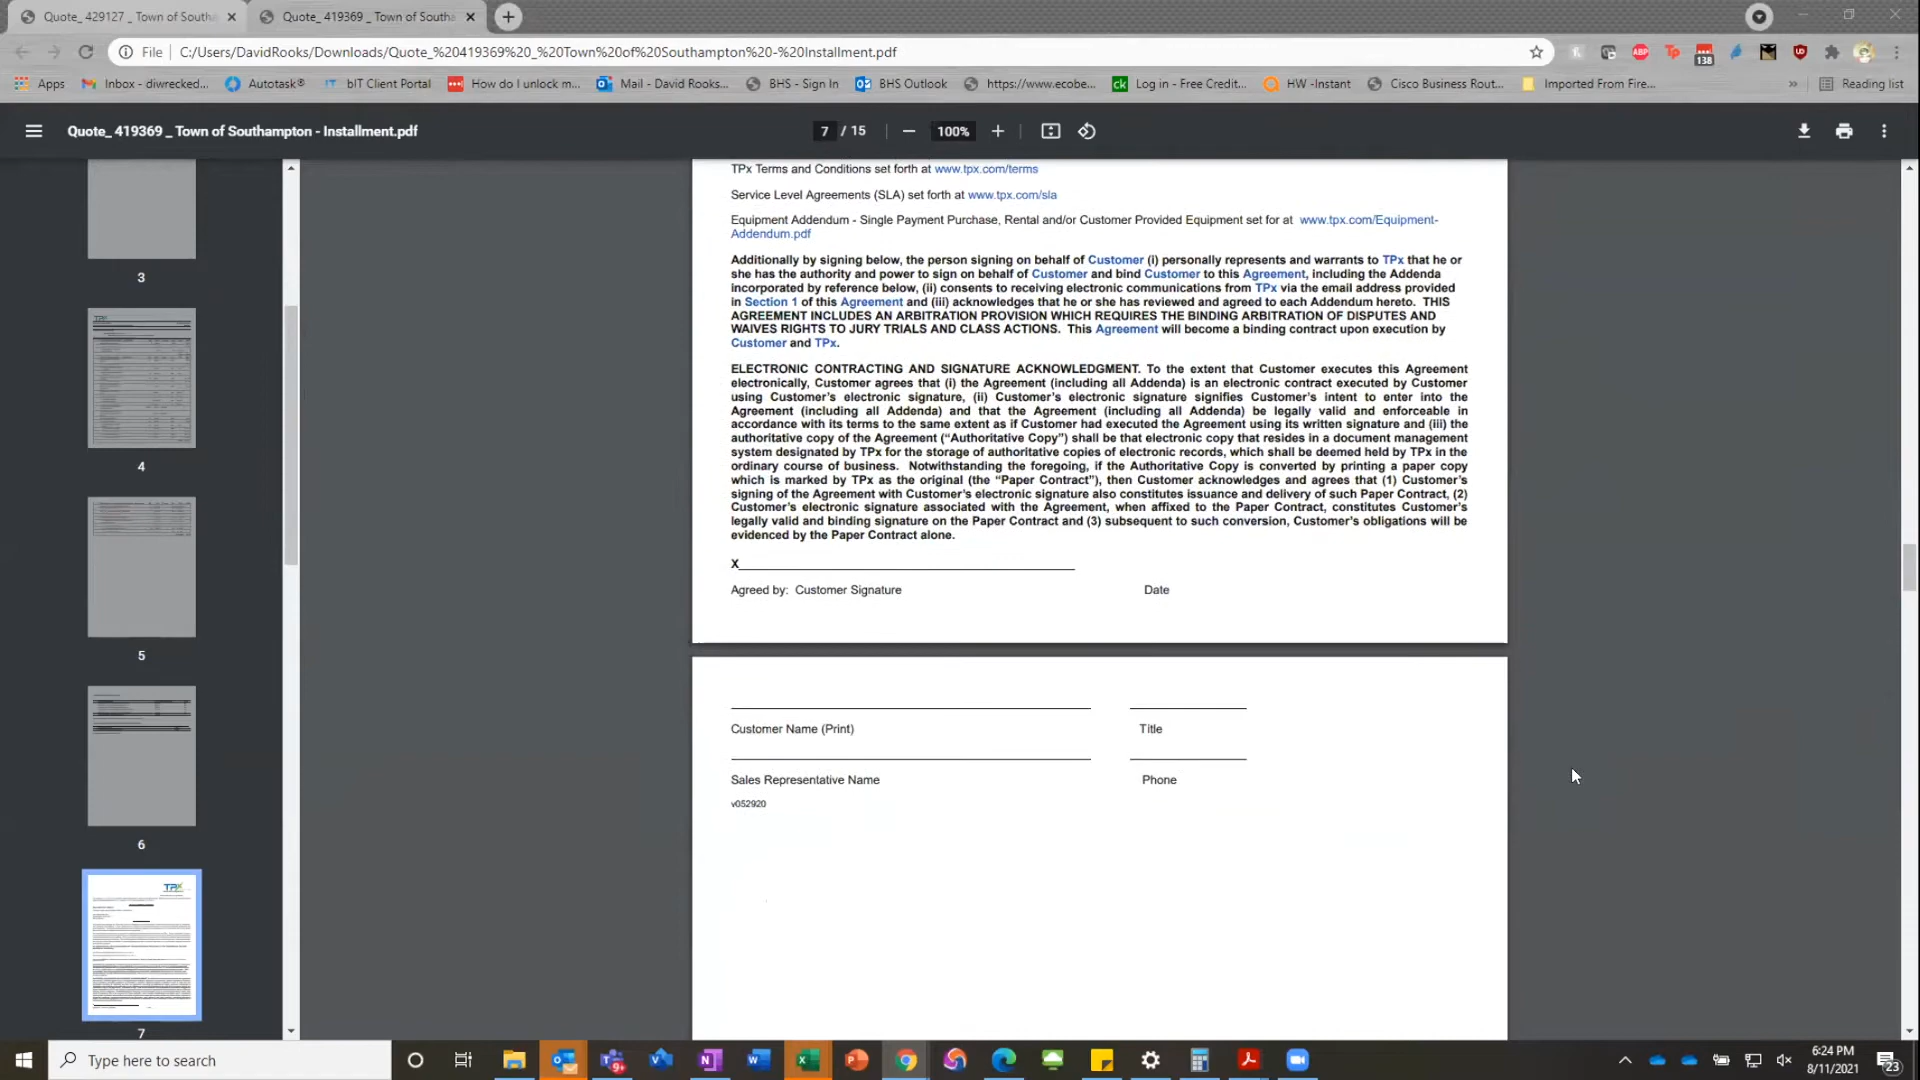 Quote_ 429127 _ Town of Southa
Quote_ 419369 _ Town of Southa
File C:/Users/DavidRooks/Downloads/Quote_%20419369%20_%20Town%20of%20Southampton%20-%20Installment.pdf
138
Apps Inbox - diwrecked... Autotask® IT bIT Client Portal How do I unlock m... Mail - David Rooks... BHS - Sign In BHS Outlook https://www.ecobe... Log in - Free Credit... HW -Instant Cisco Business Rout... Imported From Fire... » Reading list
Quote_ 419369 _ Town of Southampton - Installment.pdf 7 / 15 100%
3
4
5
6
7
TPx Terms and Conditions set forth at www.tpx.com/terms
Service Level Agreements (SLA) set forth at www.tpx.com/sla
Equipment Addendum - Single Payment Purchase, Rental and/or Customer Provided Equipment set for at www.tpx.com/Equipment-
Addendum.pdf
Additionally by signing below, the person signing on behalf of Customer (i) personally represents and warrants to TPx that he or
she has the authority and power to sign on behalf of Customer and bind Customer to this Agreement, including the Addenda
incorporated by reference below, (ii) consents to receiving electronic communications from TPx via the email address provided
in Section 1 of this Agreement and (iii) acknowledges that he or she has reviewed and agreed to each Addendum hereto. THIS
AGREEMENT INCLUDES AN ARBITRATION PROVISION WHICH REQUIRES THE BINDING ARBITRATION OF DISPUTES AND
WAIVES RIGHTS TO JURY TRIALS AND CLASS ACTIONS. This Agreement will become a binding contract upon execution by
Customer and TPx.
ELECTRONIC CONTRACTING AND SIGNATURE ACKNOWLEDGMENT. To the extent that Customer executes this Agreement
electronically, Customer agrees that (i) the Agreement (including all Addenda) is an electronic contract executed by Customer
using Customer's electronic signature, (ii) Customer's electronic signature signifies Customer's intent to enter into the
Agreement (including all Addenda) and that the Agreement (including all Addenda) be legally valid and enforceable in
accordance with its terms to the same extent as if Customer had executed the Agreement using its written signature and (iii) the
authoritative copy of the Agreement (“Authoritative Copy”) shall be that electronic copy that resides in a document management
system designated by TPx for the storage of authoritative copies of electronic records, which shall be deemed held by TPx in the
ordinary course of business. Notwithstanding the foregoing, if the Authoritative Copy is converted by printing a paper copy
which is marked by TPx as the original (the “Paper Contract”), then Customer acknowledges and agrees that (1) Customer's
signing of the Agreement with Customer's electronic signature also constitutes issuance and delivery of such Paper Contract, (2)
Customer's electronic signature associated with the Agreement, when affixed to the Paper Contract, constitutes Customer's
legally valid and binding signature on the Paper Contract and (3) subsequent to such conversion, Customer's obligations will be
evidenced by the Paper Contract alone.
X
Agreed by: Customer Signature Date
Customer Name (Print) Title
Sales Representative Name Phone
v052920
Type here to search
6:24 PM
8/11/2021
23